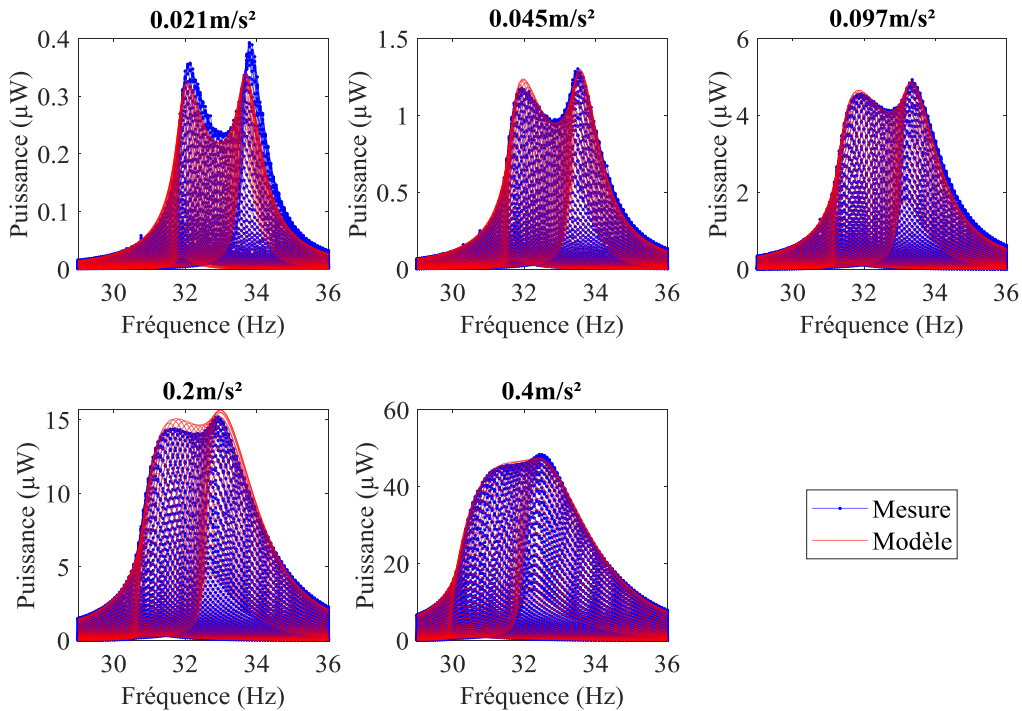 0.021m/s²
0.045m/s²
0.097m/s²
Puissance (µW)
0.4
0.3
0.2
0.1
0
30
32
34
36
Fréquence (Hz)
Puissance (µW)
1.5
1
0.5
0
30
32
34
36
Fréquence (Hz)
Puissance (µW)
6
4
2
0
30
32
34
36
Fréquence (Hz)
0.2m/s²
0.4m/s²
Puissance (µW)
15
10
5
0
30
32
34
36
Fréquence (Hz)
Puissance (µW)
60
40
20
0
30
32
34
36
Fréquence (Hz)
Mesure
Modèle